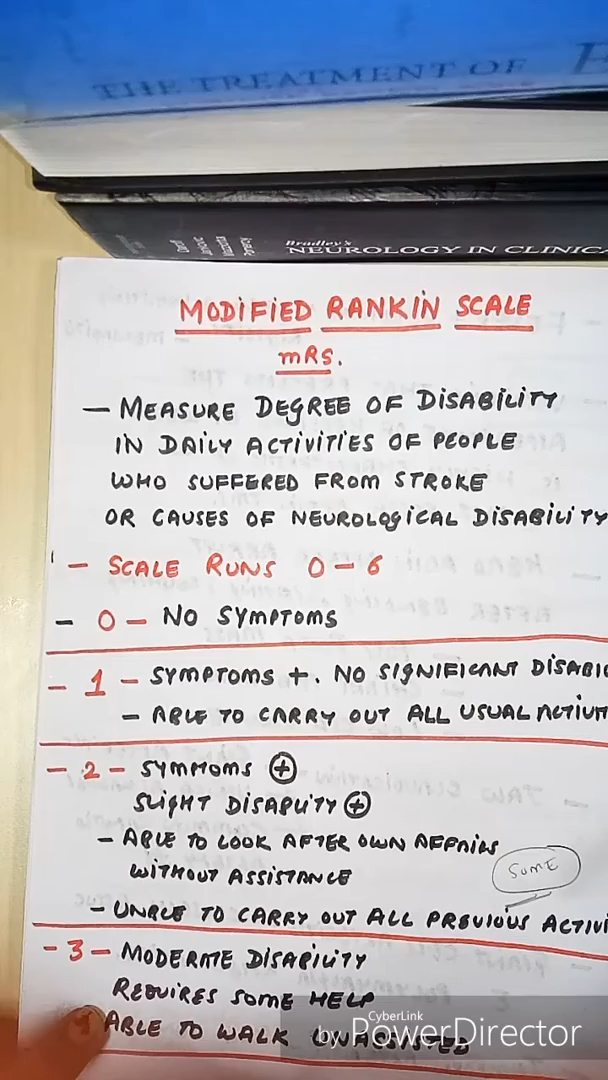 THE TREATMENT OF E
Bradley's
NEUROLOGY IN CLINICA
MODIFIED RANKIN SCALE
mRS.
— MEASURE DEGREE OF DISABILITY
IN DAILY ACTIVITIES OF PEOPLE
WHO SUFFERED FROM STROKE
OR CAUSES OF NEUROLOGICAL DISABILITY
— SCALE RUNS 0 – 6
— 0 — NO SYMPTOMS
— 1 — SYMPTOMS +. NO SIGNIFICANT DISABI
— ABLE TO CARRY OUT ALL USUAL ACTIVIT
— 2 — SYMPTOMS ⊕
SLIGHT DISABILITY ⊕
— ABLE TO LOOK AFTER OWN AFFAIRS
WITHOUT ASSISTANCE
SOME
— UNABLE TO CARRY OUT ALL PREVIOUS ACTIVI
— 3 — MODERATE DISABILITY
REQUIRES SOME HELP
ABLE TO WALK UNASSISTED
CyberLink
by PowerDirector